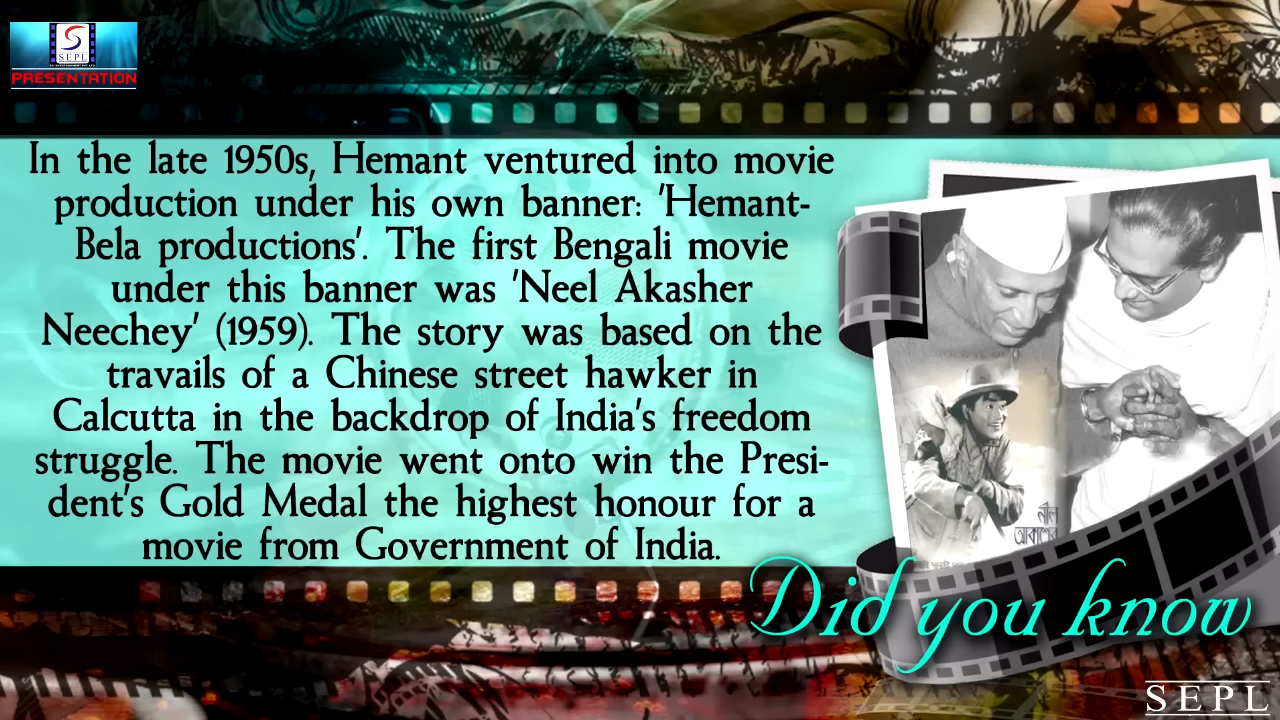 SEPL
PRESENTATION
In the late 1950s, Hemant ventured into movie
production under his own banner: 'Hemant-
Bela productions'. The first Bengali movie
under this banner was 'Neel Akasher
Neechey' (1959). The story was based on the
travails of a Chinese street hawker in
Calcutta in the backdrop of India's freedom
struggle. The movie went onto win the Presi-
dent's Gold Medal the highest honour for a
movie from Government of India.
নীল
আকাশের
Did you know
SEPL